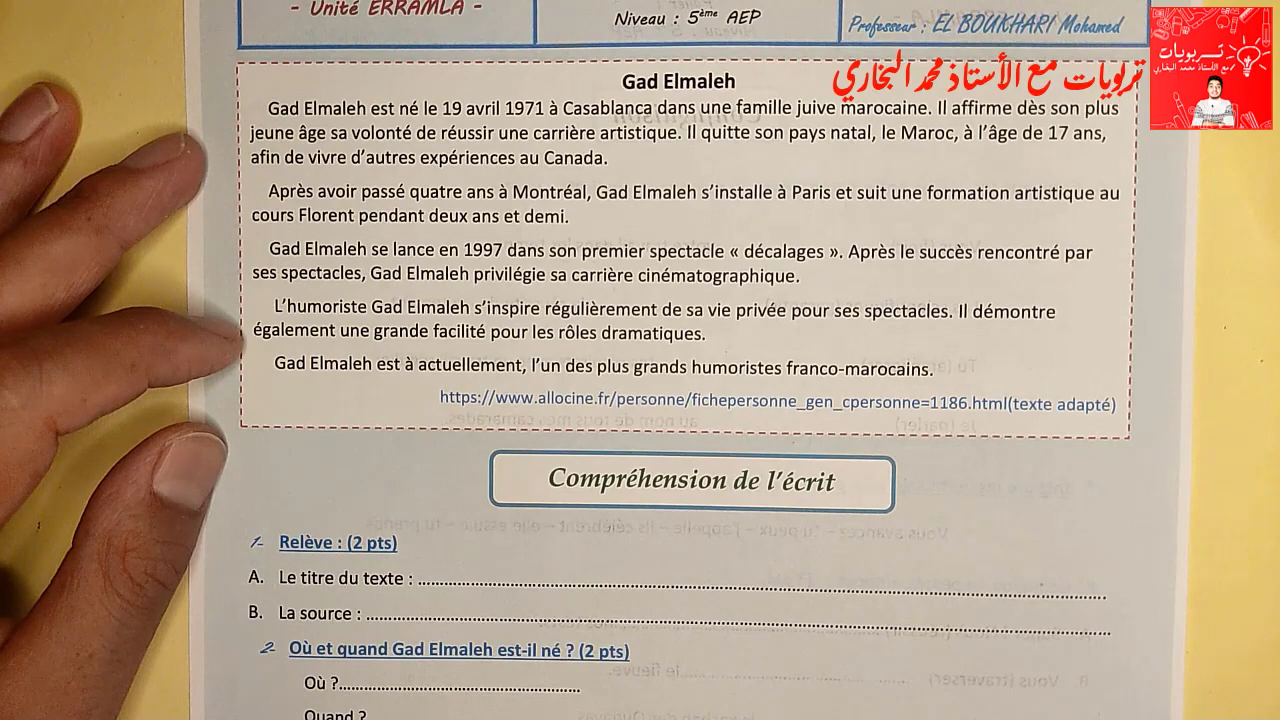 - Unité ERRAMLA -
Niveau : 5ème AEP
Professeur : EL BOUKHARI Mohamed
تربويات مع الأستاذ محمد البخاري
تربويات
مع الأستاذ محمد البخاري
Gad Elmaleh
Gad Elmaleh est né le 19 avril 1971 à Casablanca dans une famille juive marocaine. Il affirme dès son plus
jeune âge sa volonté de réussir une carrière artistique. Il quitte son pays natal, le Maroc, à l’âge de 17 ans,
afin de vivre d’autres expériences au Canada.
Après avoir passé quatre ans à Montréal, Gad Elmaleh s’installe à Paris et suit une formation artistique au
cours Florent pendant deux ans et demi.
Gad Elmaleh se lance en 1997 dans son premier spectacle « décalages ». Après le succès rencontré par
ses spectacles, Gad Elmaleh privilégie sa carrière cinématographique.
L’humoriste Gad Elmaleh s’inspire régulièrement de sa vie privée pour ses spectacles. Il démontre
également une grande facilité pour les rôles dramatiques.
Gad Elmaleh est à actuellement, l’un des plus grands humoristes franco-marocains.
https://www.allocine.fr/personne/fichepersonne_gen_cpersonne=1186.html(texte adapté)
Compréhension de l’écrit
1- Relève : (2 pts)
A. Le titre du texte : ........................................
B. La source : ........................................
2- Où et quand Gad Elmaleh est-il né ? (2 pts)
Où ?........................................
Quand ?